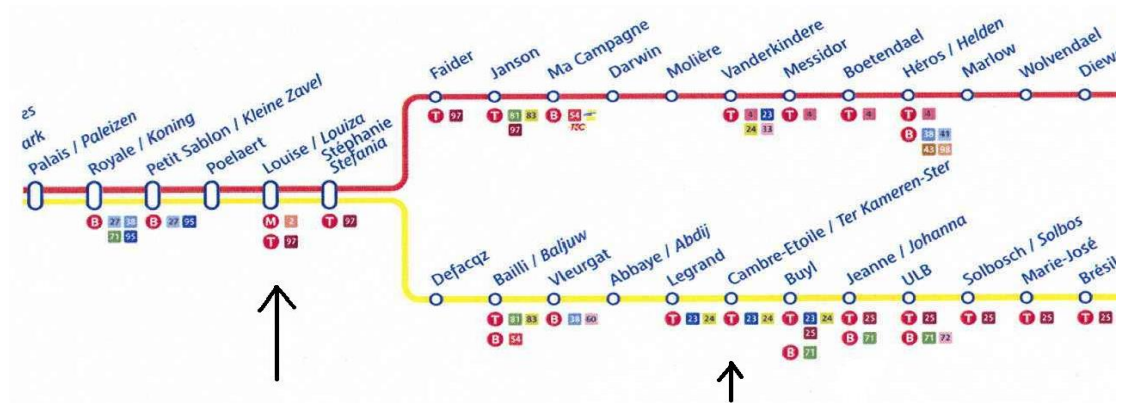 es
ark
Palais / Paleizen
Royale / Koning
Petit Sablon / Kleine Zavel
Poelaert
Louise / Louiza
Stéphanie
Stefania
B 27 38
71 95
B 27 95
M 2
T 97
T 97
Faider
Janson
Ma Campagne
Darwin
Molière
Vanderkindere
Messidor
Boetendael
Héros / Helden
Marlow
Wolvendael
Diew
T 97
T 81 83
97
B 54
TEC
T 4 23
24
T 4
T 4
T 4
B 38 41
43 98
Defacqz
Bailli / Baljuw
Vleurgat
Abbaye / Abdij
Legrand
Cambre-Etoile / Ter Kameren-Ster
Buyl
Jeanne / Johanna
ULB
Solbosch / Solbos
Marie-José
Brésil
T 81 83
B 54
B 38 60
T 23 24
T 23 24
T 23 24
25
B 71
T 25
B 71
T 25
B 71 72
T 25
T 25
T 25